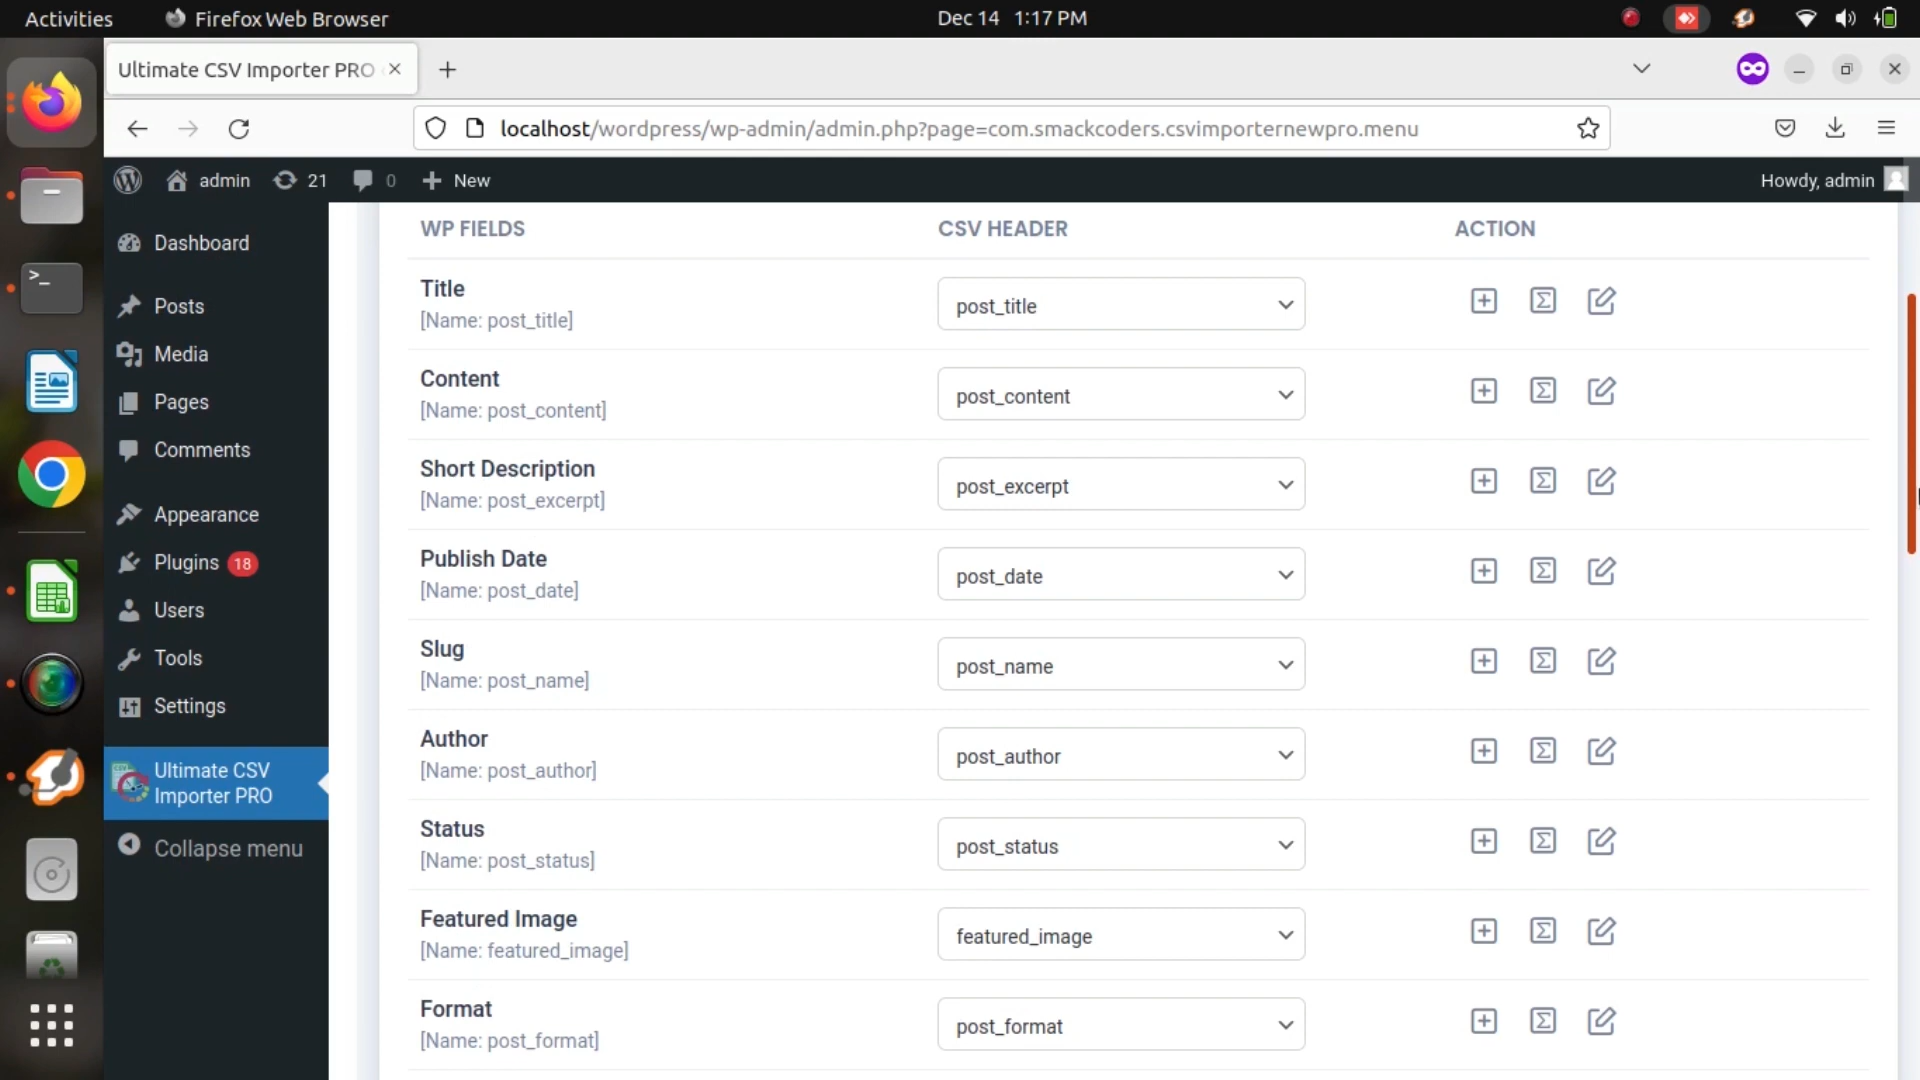 Activities
Firefox Web Browser
Dec 14 1:17 PM
Ultimate CSV Importer PRO
localhost/wordpress/wp-admin/admin.php?page=com.smackcoders.csvimporternewpro.menu
admin
21
0
New
Howdy, admin
Dashboard
Posts
Media
Pages
Comments
Appearance
Plugins 18
Users
Tools
Settings
Ultimate CSV
Importer PRO
Collapse menu
WP FIELDS CSV HEADER ACTION
Title
[Name: post_title]
post_title
Content
[Name: post_content]
post_content
Short Description
[Name: post_excerpt]
post_excerpt
Publish Date
[Name: post_date]
post_date
Slug
[Name: post_name]
post_name
Author
[Name: post_author]
post_author
Status
[Name: post_status]
post_status
Featured Image
[Name: featured_image]
featured_image
Format
[Name: post_format]
post_format